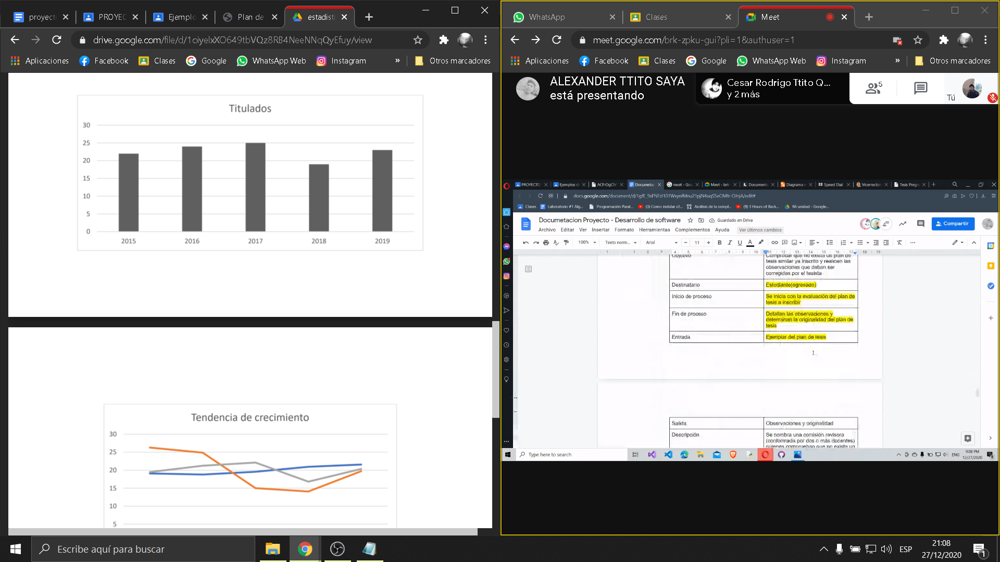 proyect
PROYEC
Ejemplo
Plan de
estadisti
drive.google.com/file/d/1oiyelxXO649tbVQz8RB4NeeNNqQyEfuy/view
Aplicaciones
Facebook
Clases
Google
WhatsApp Web
Instagram
»
Otros marcadores
Titulados
30
25
20
15
10
5
0
2015
2016
2017
2018
2019
Tendencia de crecimiento
30
25
20
15
10
5
WhatsApp
Clases
Meet
meet.google.com/brk-zpku-gui?pli=1&authuser=1
Aplicaciones
Facebook
Clases
Google
WhatsApp Web
Instagram
»
Otros marcadores
ALEXANDER TTITO SAYA
está presentando
Cesar Rodrigo Ttito Q...
y 2 más
5
Tú
PROYECTO
Ejemplos d
ACFrOgCIV
Documetac
meet - Goo
Meet - brk
Document
Diagrama e
Speed Dial
Vicerrector
Tesis Pregr
Clases
Laboratorio #1 Alg...
Programación Paral...
(3) Como instalar of...
Análisis de la compl...
(9) 3 Hours of Back...
Mi unidad - Google...
Documetacion Proyecto - Desarrollo de software
Guardado en Drive
Archivo
Editar
Ver
Insertar
Formato
Herramientas
Complementos
Ayuda
Ver últimos cambios
Compartir
100%
Texto norm...
Arial
11
Objetivo
Comprobar que no exista un plan de
tesis similar ya inscrito y realicen las
observaciones que deban ser
corregidas por el tesista
Destinatario
Estudiante(egresado)
Inicio de proceso
Se inicia con la evaluación del plan de
tesis a inscribir
Fin de proceso
Detallan las observaciones y
determinan la originalidad del plan de
tesis
Entrada
Ejemplar del plan de tesis
Salida
Observaciones y originalidad
Descripción
Se nombra una comisión revisora
(conformada por dos o más docentes)
quienes comprueban que no exista un
Type here to search
ENG
9:08 PM
12/27/2020
Escribe aquí para buscar
ESP
21:08
27/12/2020
1